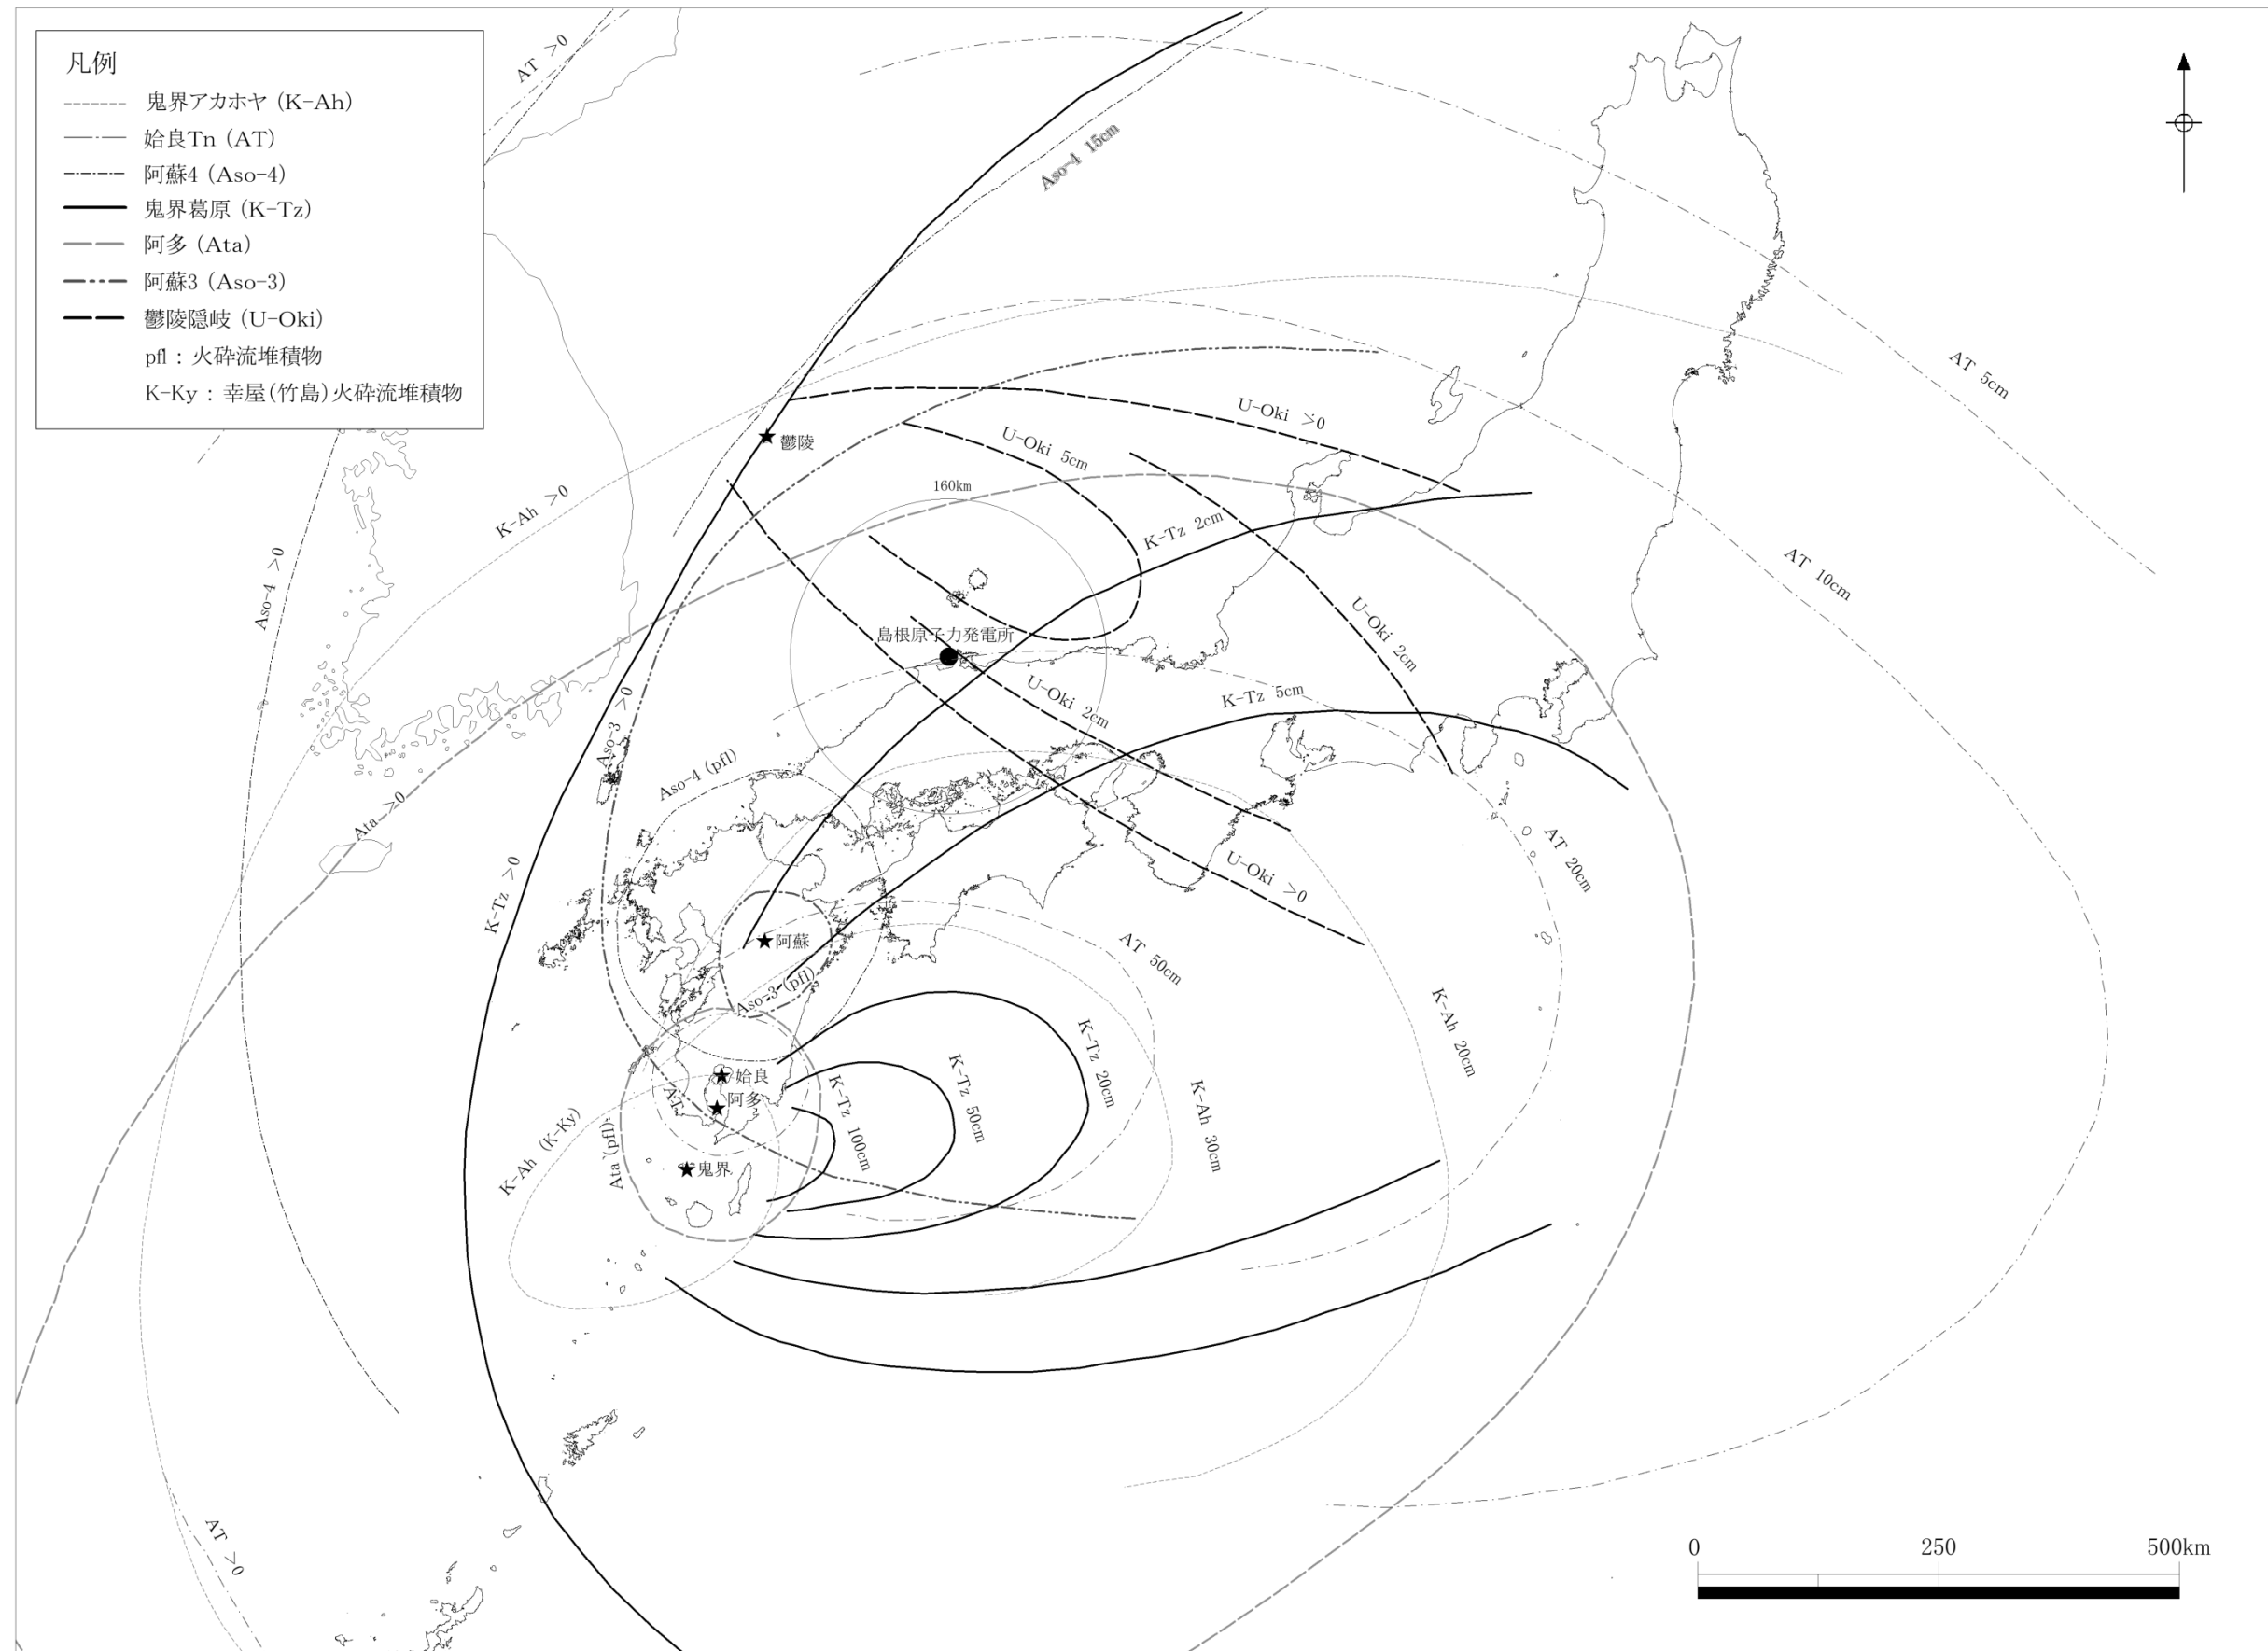 凡例
鬼界アカホヤ (K-Ah)
姶良Tn (AT)
阿蘇4 (Aso-4)
鬼界葛原 (K-Tz)
阿多 (Ata)
阿蘇3 (Aso-3)
鬱陵隠岐 (U-Oki)
pfl : 火砕流堆積物
K-Ky : 幸屋(竹島)火砕流堆積物
AT >0
Aso-4 15cm
AT 5cm
U-Oki >0
U-Oki 5cm
鬱陵
160km
K-Ah >0
K-Tz 2cm
Aso-4 >0
AT 10cm
U-Oki 2cm
島根原子力発電所
U-Oki 2cm
K-Tz 5cm
Aso-3 >0
Aso-4 (pfl)
Ata >0
AT 20cm
K-Tz >0
U-Oki >0
阿蘇
AT 50cm
Aso-3 (pfl)
K-Ah 20cm
姶良
阿多
AT
K-Tz 100cm
K-Tz 50cm
K-Tz 20cm
K-Ah 30cm
K-Ah (K-Ky)
Ata (pfl)
鬼界
AT >0
0 250 500km